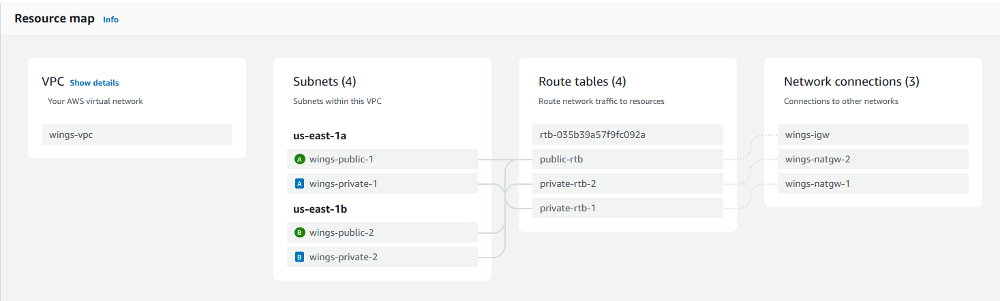 Resource map Info
VPC Show details
Your AWS virtual network
wings-vpc
Subnets (4)
Subnets within this VPC
us-east-1a
A wings-public-1
A wings-private-1
us-east-1b
B wings-public-2
B wings-private-2
Route tables (4)
Route network traffic to resources
rtb-035b39a57f9fc092a
public-rtb
private-rtb-2
private-rtb-1
Network connections (3)
Connections to other networks
wings-igw
wings-natgw-2
wings-natgw-1